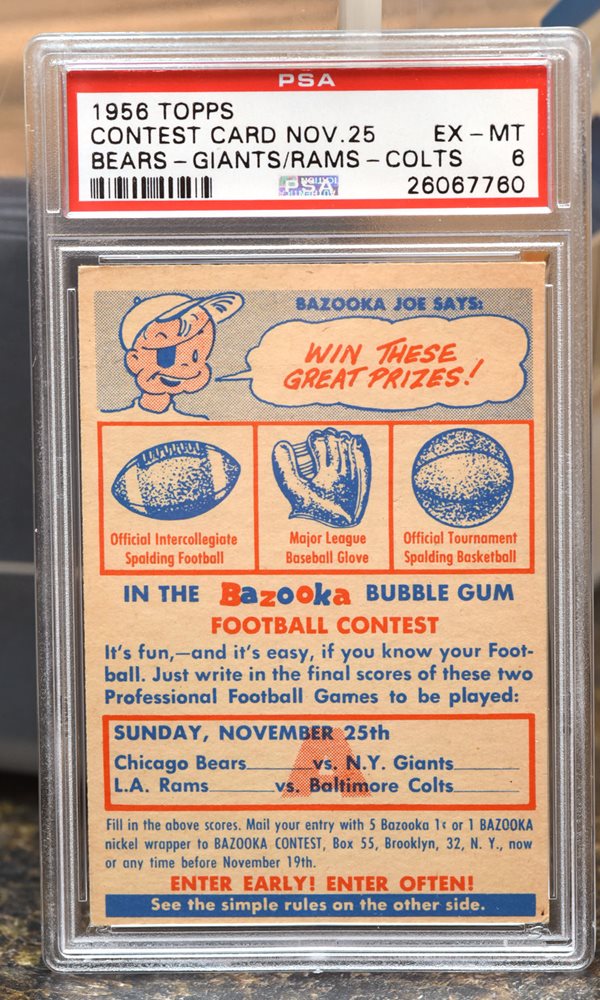 PSA
1956 TOPPS
CONTEST CARD NOV.25 EX-MT
BEARS-GIANTS/RAMS-COLTS 6
PSA 26067760
BAZOOKA JOE SAYS:
WIN THESE
GREAT PRIZES!
Official Intercollegiate
Spalding Football
Major League
Baseball Glove
Official Tournament
Spalding Basketball
IN THE Bazooka BUBBLE GUM
FOOTBALL CONTEST
It's fun,—and it's easy, if you know your Foot-
ball. Just write in the final scores of these two
Professional Football Games to be played:
A
SUNDAY, NOVEMBER 25th
Chicago Bears______vs. N.Y. Giants______
L.A. Rams______vs. Baltimore Colts______
Fill in the above scores. Mail your entry with 5 Bazooka 1¢ or 1 BAZOOKA
nickel wrapper to BAZOOKA CONTEST, Box 55, Brooklyn, 32, N. Y., now
or any time before November 19th.
ENTER EARLY! ENTER OFTEN!
See the simple rules on the other side.